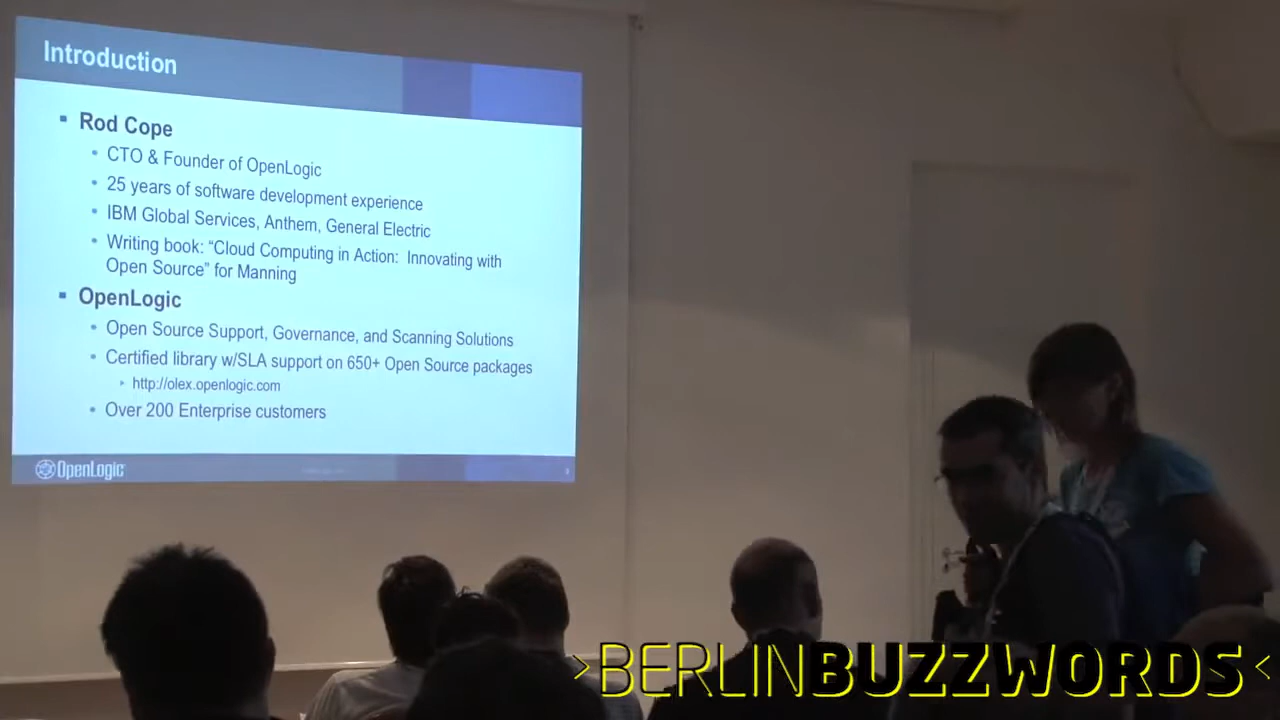 Introduction
Rod Cope
CTO & Founder of OpenLogic
25 years of software development experience
IBM Global Services, Anthem, General Electric
Writing book: “Cloud Computing in Action: Innovating with
Open Source” for Manning
OpenLogic
Open Source Support, Governance, and Scanning Solutions
Certified library w/SLA support on 650+ Open Source packages
http://olex.openlogic.com
Over 200 Enterprise customers
OpenLogic
>BERLINBUZZWORDS<